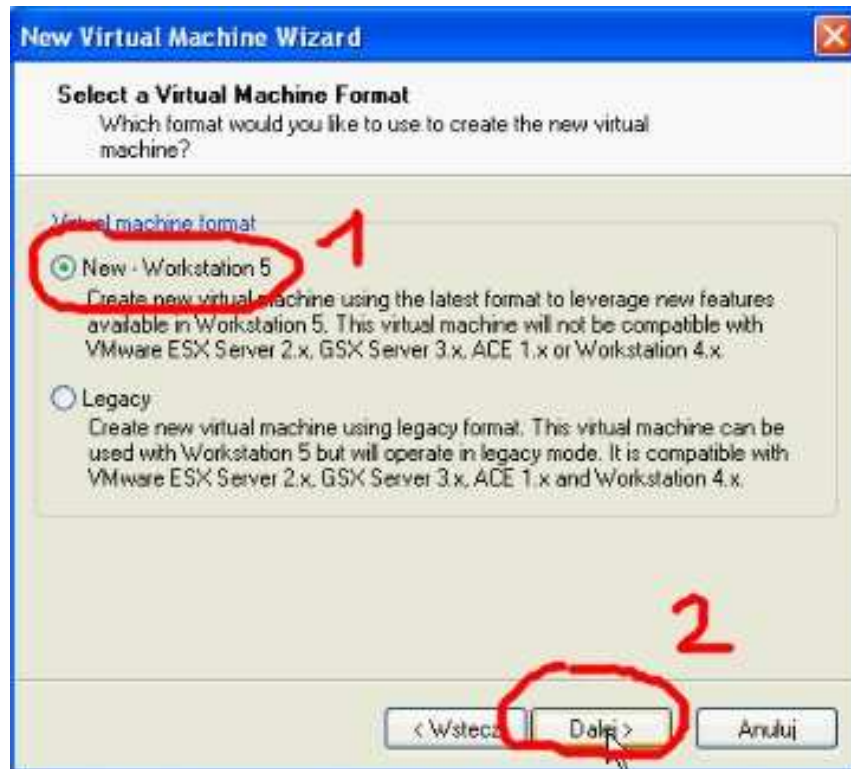 New Virtual Machine Wizard
Select a Virtual Machine Format
Which format would you like to use to create the new virtual
machine?
Virtual machine format
1
New - Workstation 5
Create new virtual machine using the latest format to leverage new features
available in Workstation 5. This virtual machine will not be compatible with
VMware ESX Server 2.x, GSX Server 3.x, ACE 1.x or Workstation 4.x.
Legacy
Create new virtual machine using legacy format. This virtual machine can be
used with Workstation 5 but will operate in legacy mode. It is compatible with
VMware ESX Server 2.x, GSX Server 3.x, ACE 1.x and Workstation 4.x.
2
< Wstecz Dalej > Anuluj